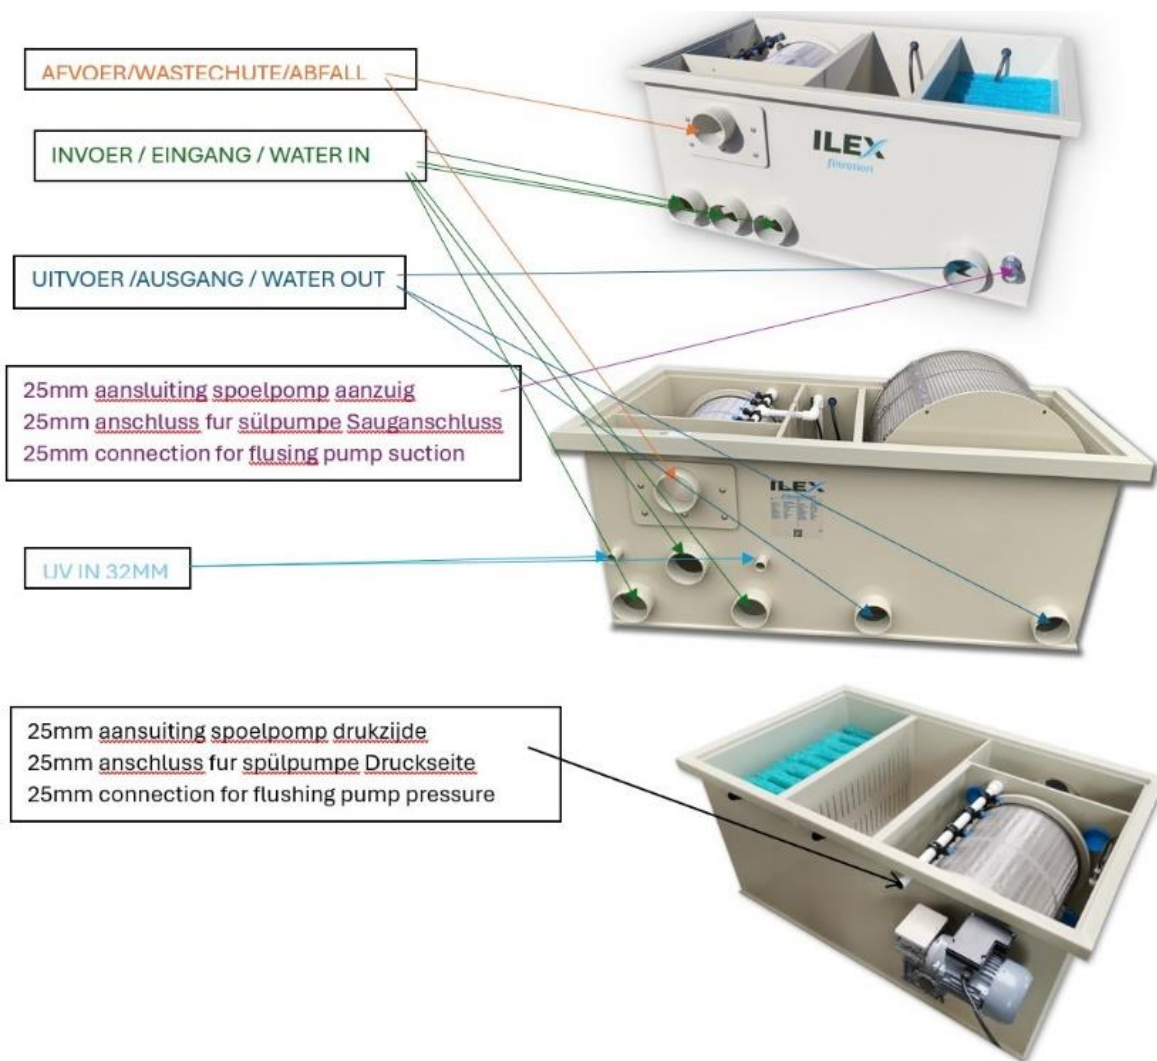 AFVOER/WASTECHUTE/ABFALL
INVOER / EINGANG / WATER IN
UITVOER /AUSGANG / WATER OUT
25mm aansluiting spoelpomp aanzuig
25mm anschluss fur sülpumpe Sauganschluss
25mm connection for flusing pump suction
UV IN 32MM
25mm aansuiting spoelpomp drukzijde
25mm anschluss fur spülpumpe Druckseite
25mm connection for flushing pump pressure
ILEX
filtration
ILEX